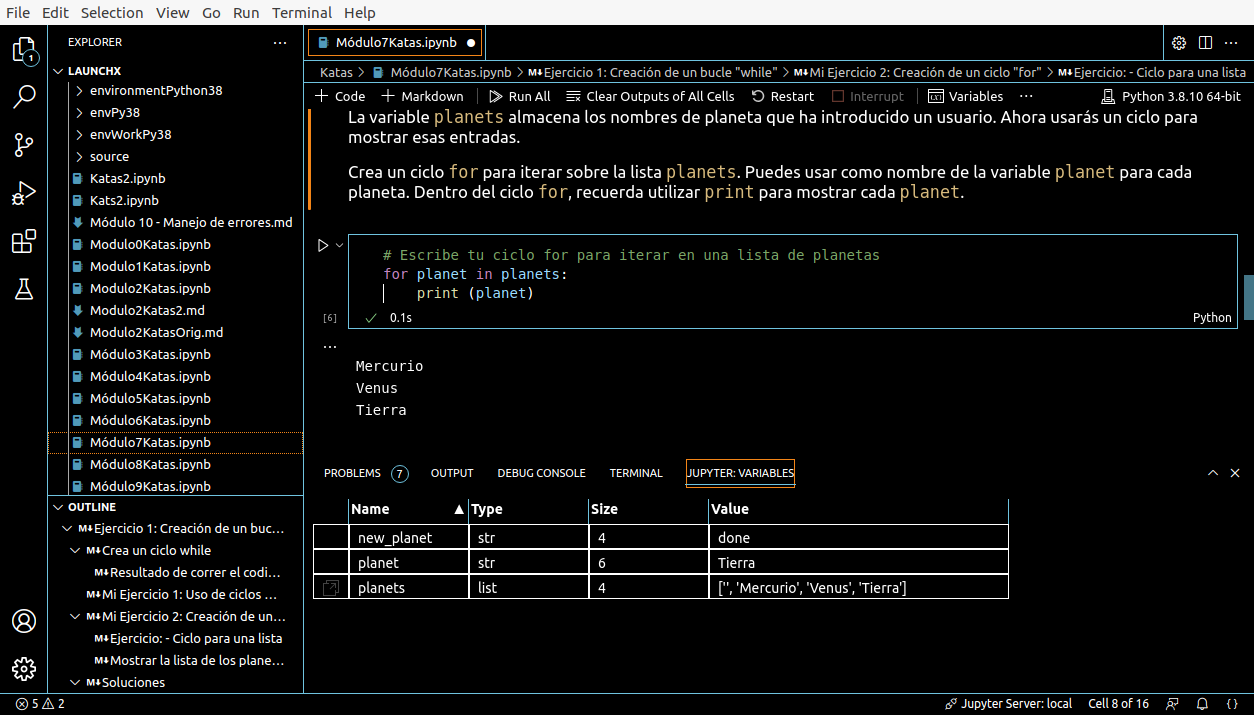 File Edit Selection View Go Run Terminal Help
1
EXPLORER
LAUNCHX
environmentPython38
envPy38
envWorkPy38
source
Katas2.ipynb
Kats2.ipynb
Módulo 10 - Manejo de errores.md
Modulo0Katas.ipynb
Modulo1Katas.ipynb
Modulo2Katas.ipynb
Modulo2Katas2.md
Modulo2KatasOrig.md
Módulo3Katas.ipynb
Módulo4Katas.ipynb
Módulo5Katas.ipynb
Módulo6Katas.ipynb
Módulo7Katas.ipynb
Módulo8Katas.ipynb
Módulo9Katas.ipynb
OUTLINE
Ejercicio 1: Creación de un buc...
Crea un ciclo while
Resultado de correr el codi...
Mi Ejercicio 1: Uso de ciclos ...
Mi Ejercicio 2: Creación de un...
Ejercicio: - Ciclo para una lista
Mostrar la lista de los plane...
Soluciones
Módulo7Katas.ipynb
Katas > Módulo7Katas.ipynb > Ejercicio 1: Creación de un bucle "while" > Mi Ejercicio 2: Creación de un ciclo "for" > Ejercicio: - Ciclo para una lista
Code Markdown Run All Clear Outputs of All Cells Restart Interrupt Variables ... Python 3.8.10 64-bit
La variable planets almacena los nombres de planeta que ha introducido un usuario. Ahora usarás un ciclo para
mostrar esas entradas.
Crea un ciclo for para iterar sobre la lista planets. Puedes usar como nombre de la variable planet para cada
planeta. Dentro del ciclo for, recuerda utilizar print para mostrar cada planet.
# Escribe tu ciclo for para iterar en una lista de planetas
for planet in planets:
print (planet)
[6] 0.1s Python
...
Mercurio
Venus
Tierra
PROBLEMS 7 OUTPUT DEBUG CONSOLE TERMINAL JUPYTER: VARIABLES
Name Type Size Value
new_planet str 4 done
planet str 6 Tierra
planets list 4 ['', 'Mercurio', 'Venus', 'Tierra']
5 2 Jupyter Server: local Cell 8 of 16